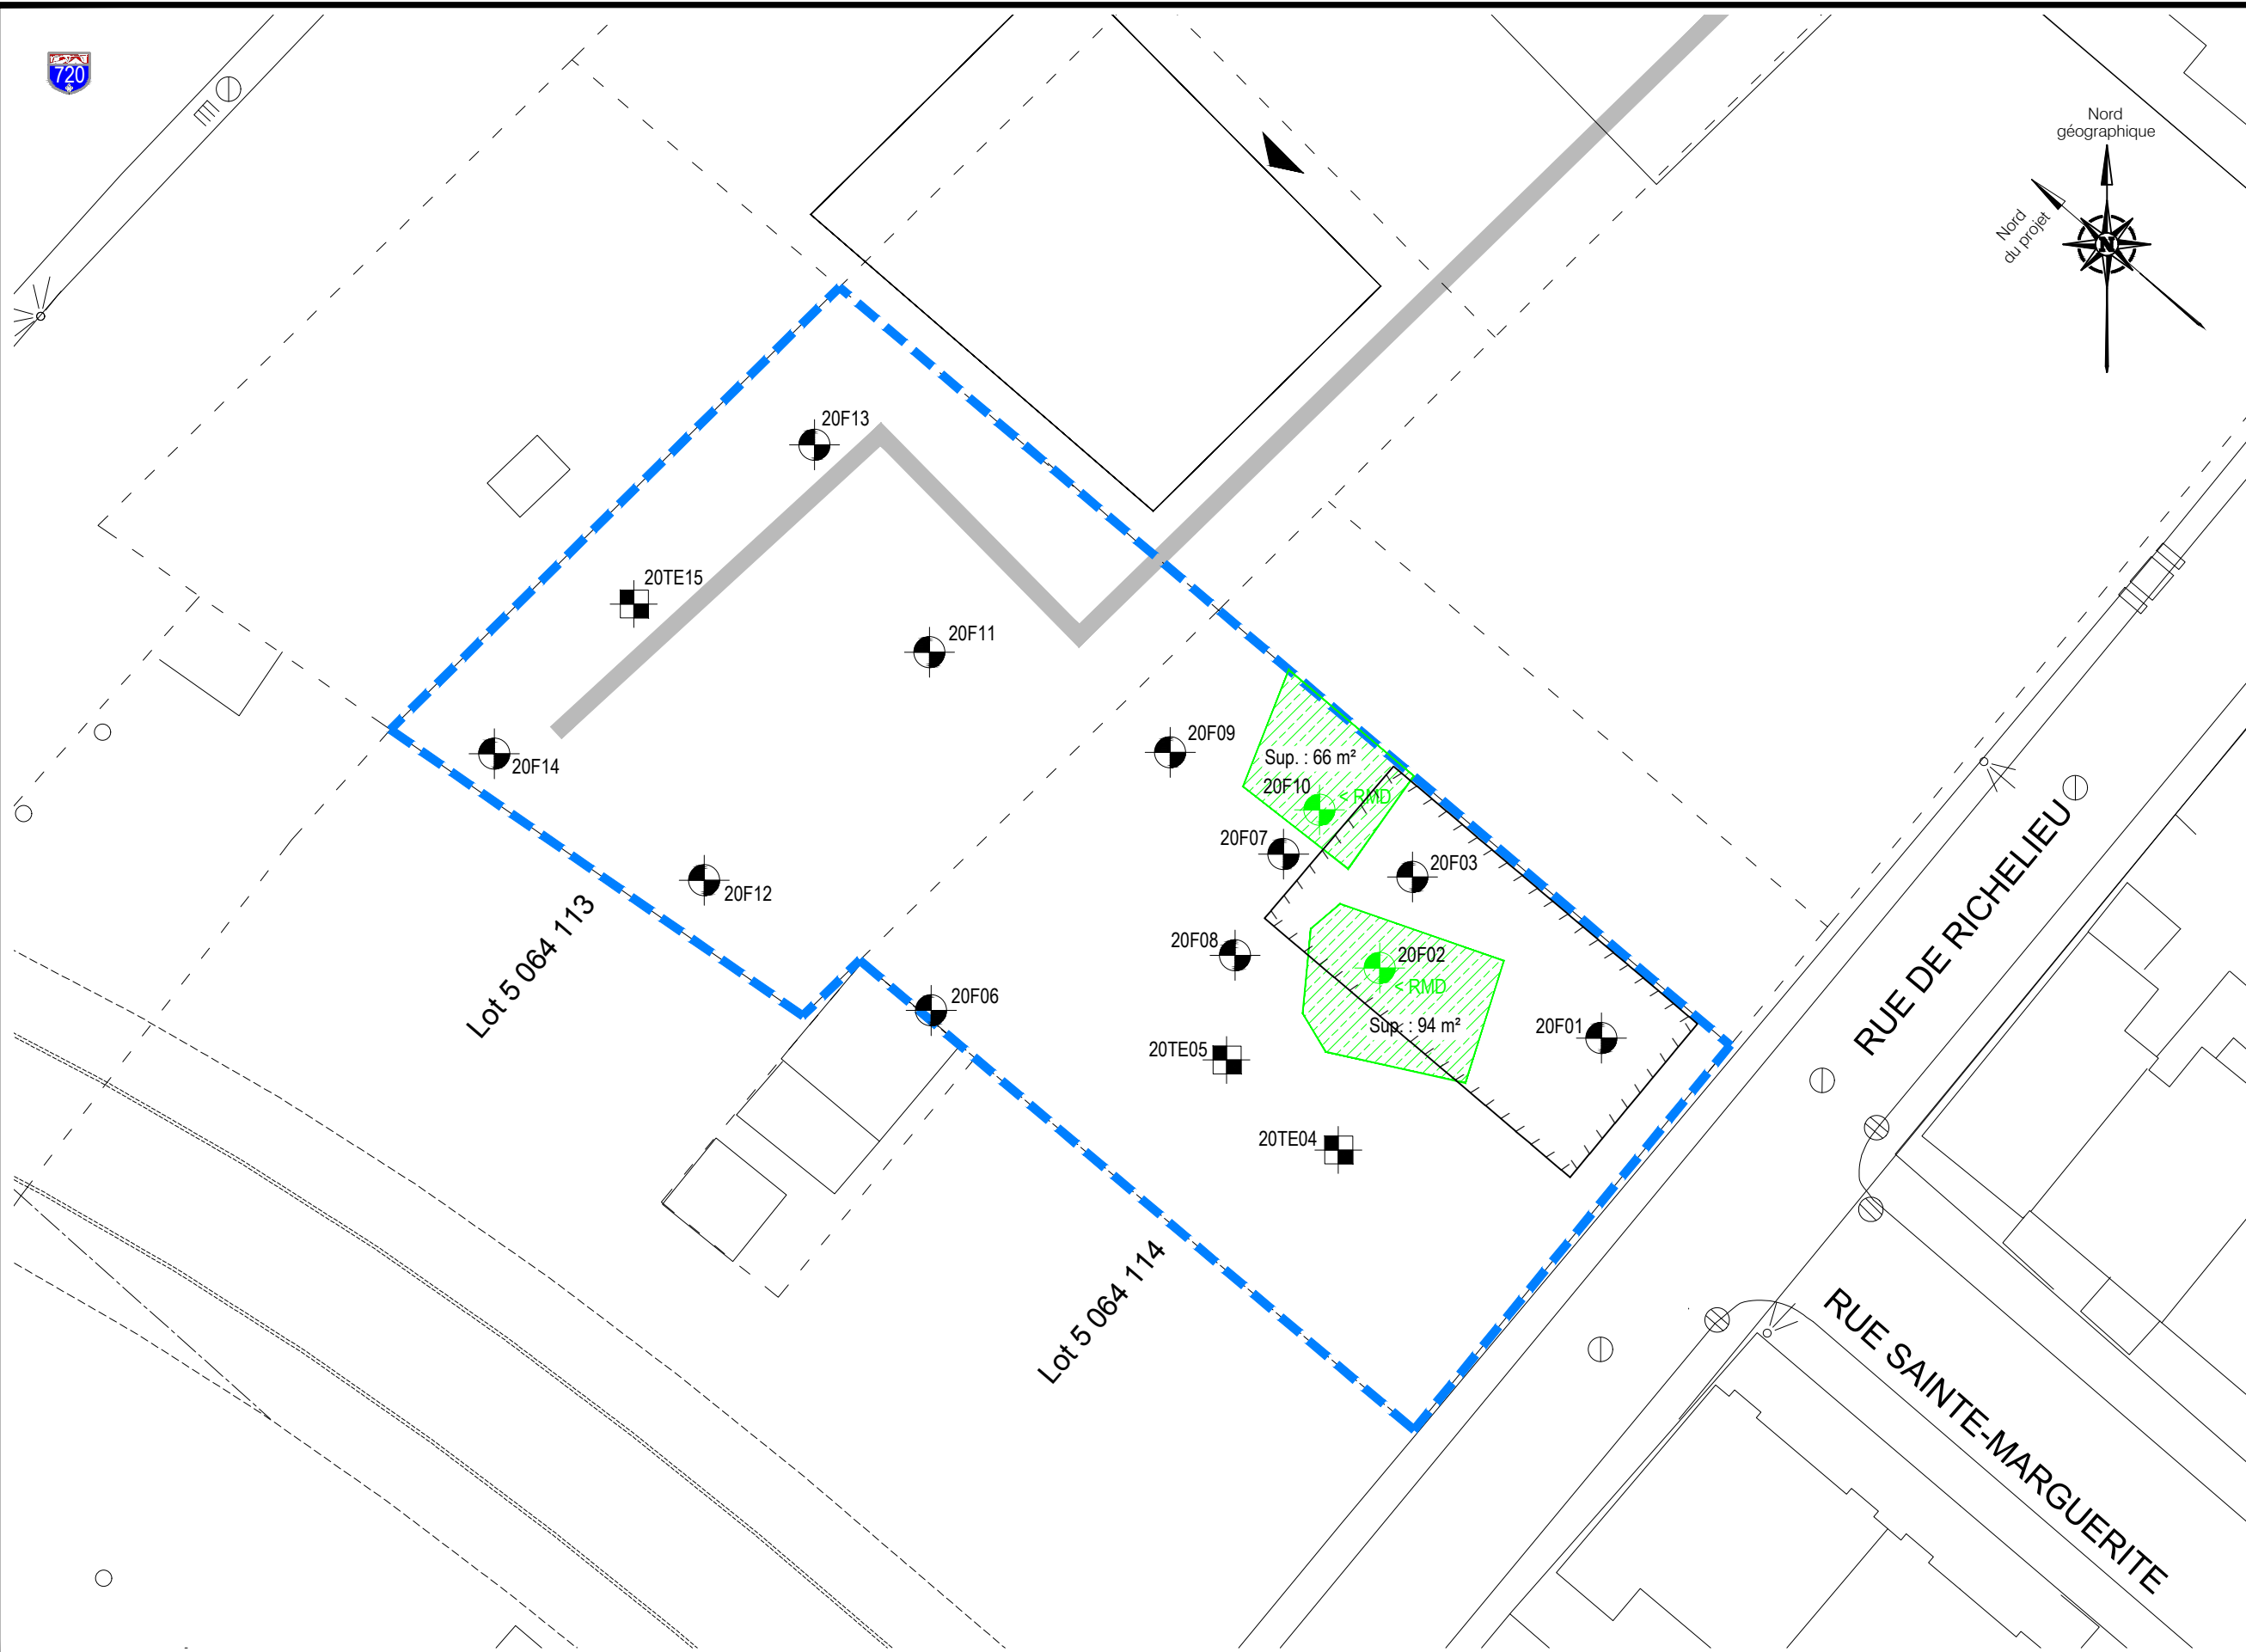 720
Nord
géographique
Nord
du projet
N
20F13
20TE15
20F11
20F14
20F09
Sup. : 66 m²
20F10
< RMD
20F07
20F03
20F12
Lot 5 064 113
20F08
20F02
< RMD
20F06
Sup. : 94 m²
20F01
20TE05
20TE04
RUE DE RICHELIEU
Lot 5 064 114
RUE SAINTE-MARGUERITE